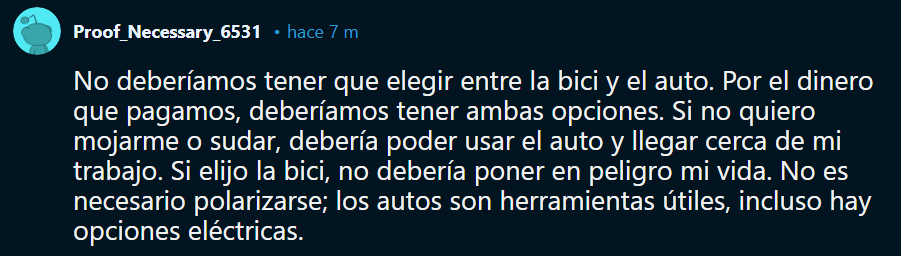 Proof_Necessary_6531 • hace 7 m
No deberíamos tener que elegir entre la bici y el auto. Por el dinero
que pagamos, deberíamos tener ambas opciones. Si no quiero
mojarme o sudar, debería poder usar el auto y llegar cerca de mi
trabajo. Si elijo la bici, no debería poner en peligro mi vida. No es
necesario polarizarse; los autos son herramientas útiles, incluso hay
opciones eléctricas.